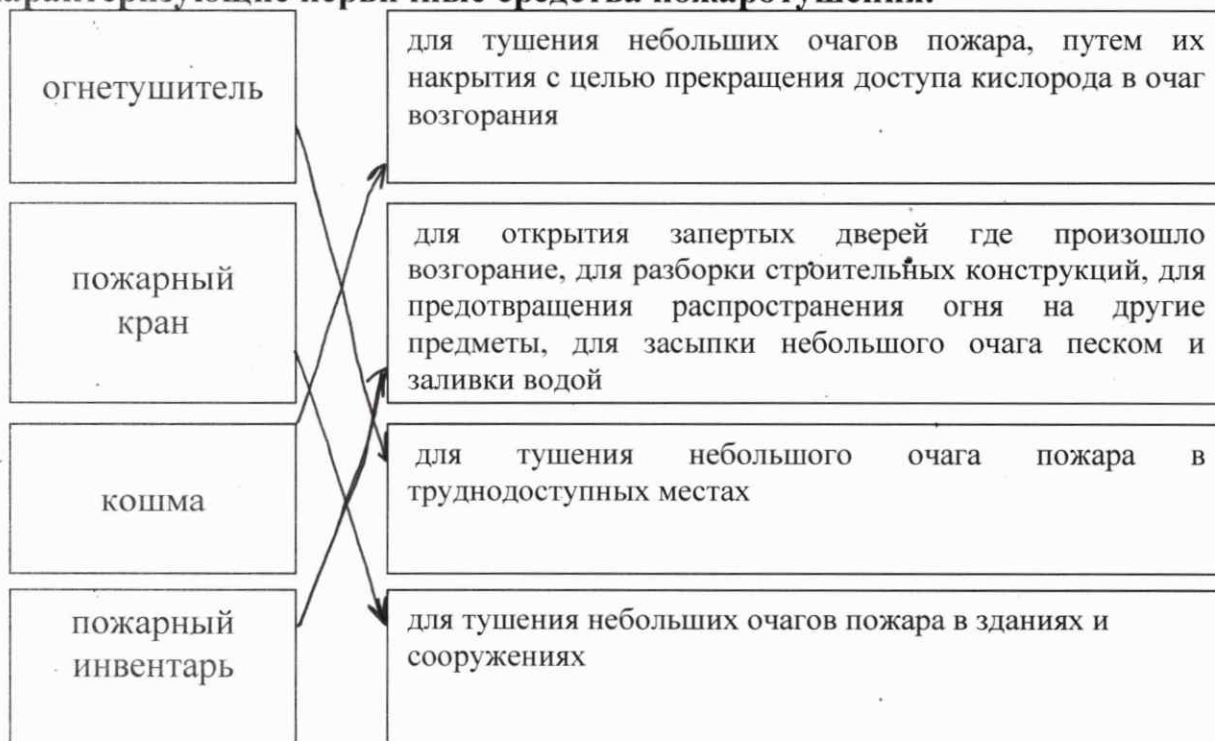 характеризующие первичные средства пожаротушения.
огнетушитель
для тушения небольших очагов пожара, путем их
накрытия с целью прекращения доступа кислорода в очаг
возгорания
пожарный
кран
для открытия запертых дверей где произошло
возгорание, для разборки строительных конструкций, для
предотвращения распространения огня на другие
предметы, для засыпки небольшого очага песком и
заливки водой
кошма
для тушения небольшого очага пожара в
труднодоступных местах
пожарный
инвентарь
для тушения небольших очагов пожара в зданиях и
сооружениях